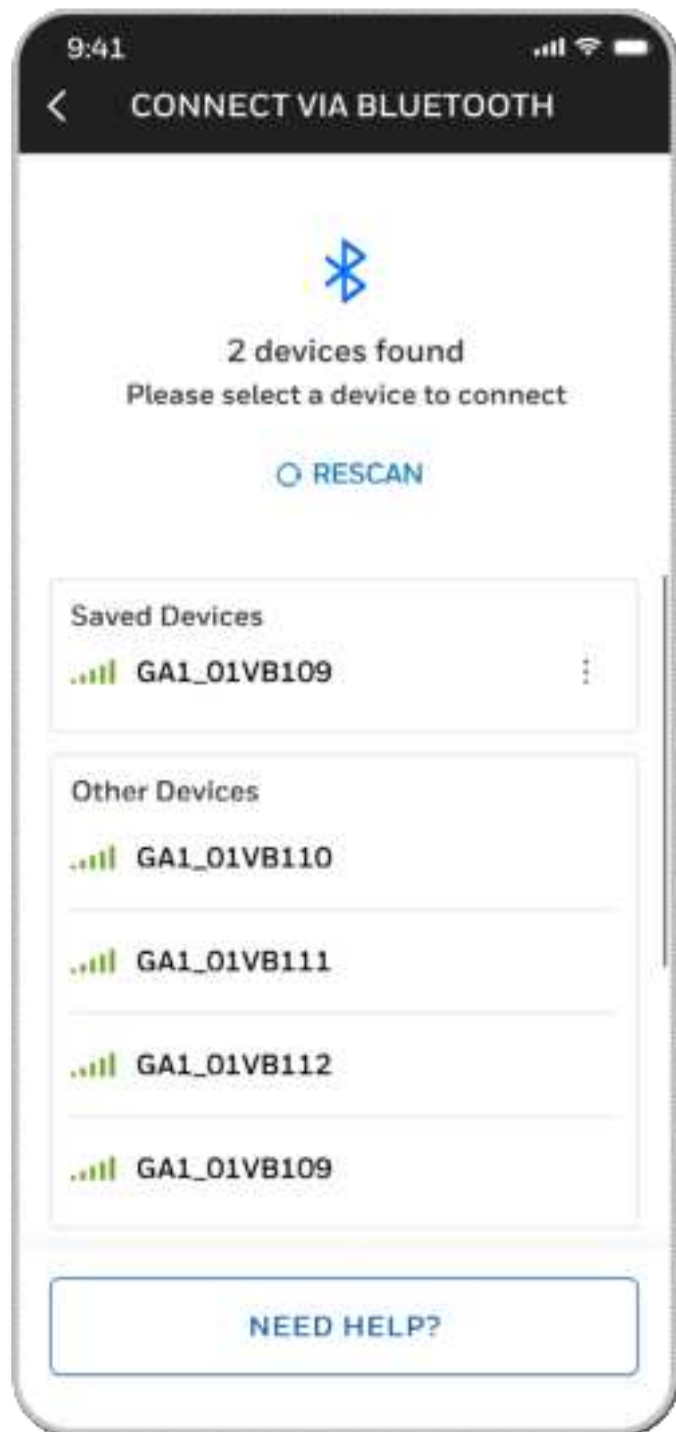 9:41
CONNECT VIA BLUETOOTH
2 devices found
Please select a device to connect
RESCAN
Saved Devices
GA1_01VB109
Other Devices
GA1_01VB110
GA1_01VB111
GA1_01VB112
GA1_01VB109
NEED HELP?